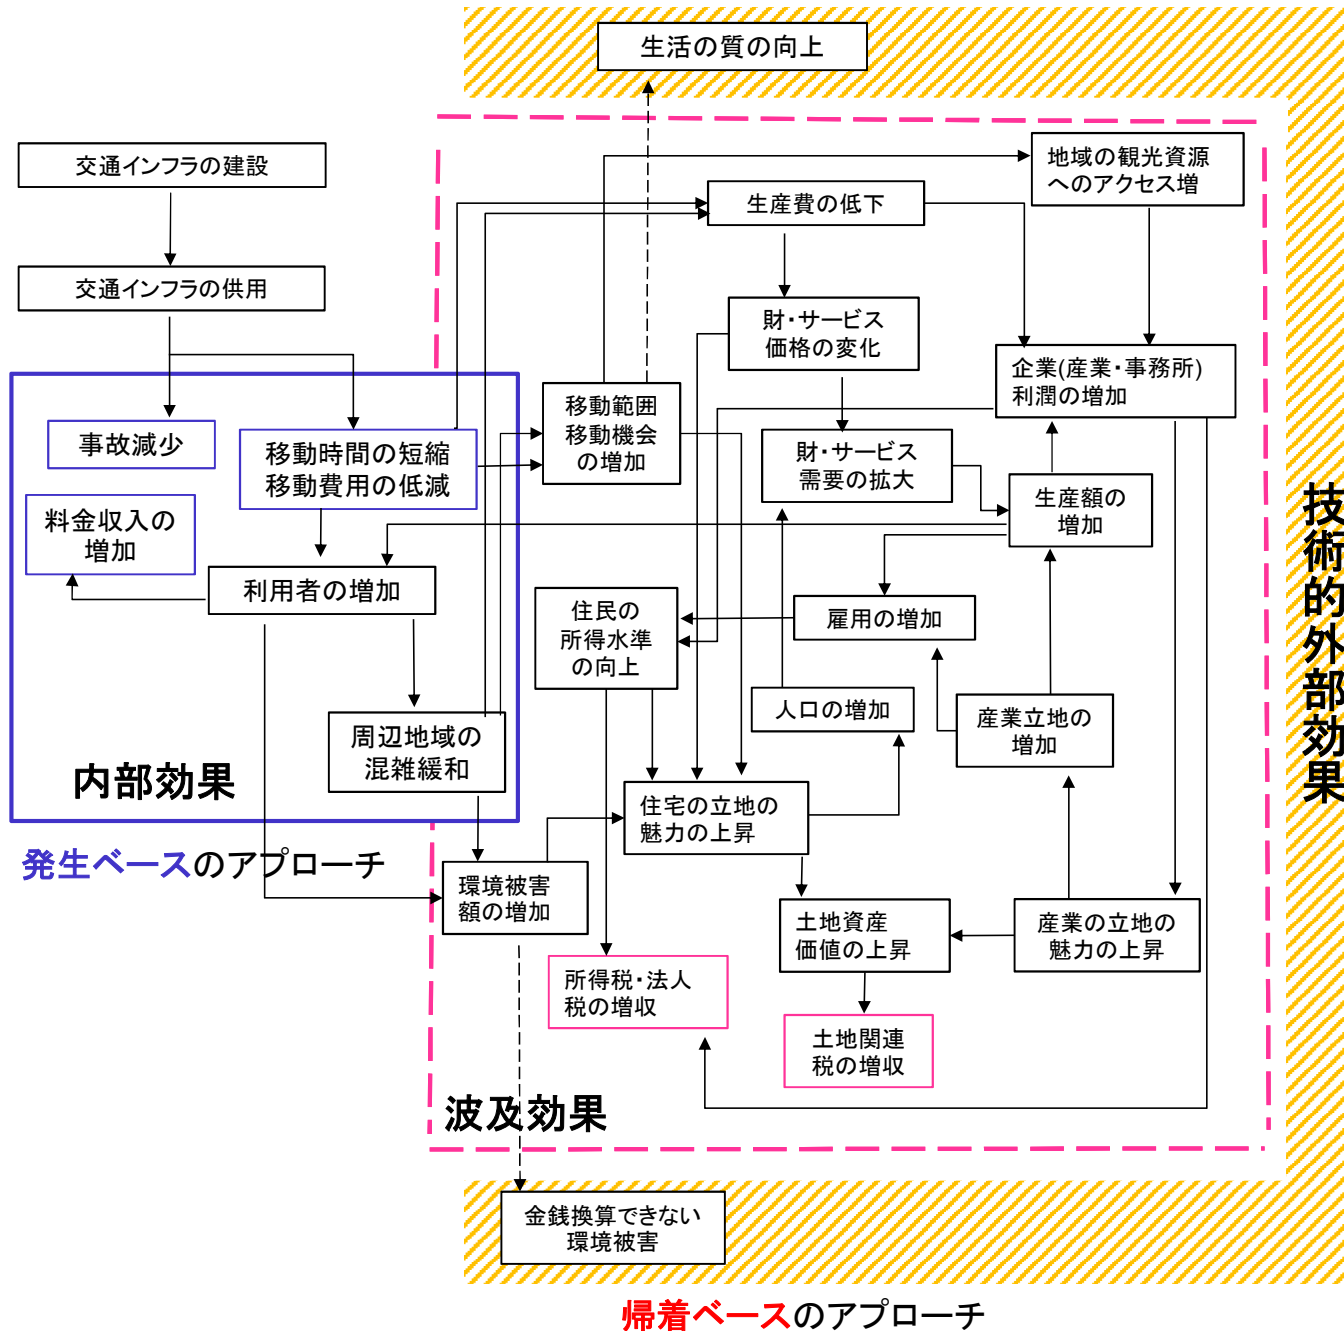 生活の質の向上
交通インフラの建設
地域の観光資源
へのアクセス増
生産費の低下
交通インフラの供用
財・サービス
価格の変化
企業(産業・事務所)
利潤の増加
移動範囲
移動機会
の増加
事故減少
移動時間の短縮
移動費用の低減
財・サービス
需要の拡大
生産額の
増加
料金収入の
増加
利用者の増加
住民の
所得水準
の向上
雇用の増加
技術的外部効果
人口の増加
産業立地の
増加
周辺地域の
混雑緩和
内部効果
住宅の立地の
魅力の上昇
発生ベースのアプローチ
環境被害
額の増加
土地資産
価値の上昇
産業の立地の
魅力の上昇
所得税・法人
税の増収
土地関連
税の増収
波及効果
金銭換算できない
環境被害
帰着ベースのアプローチ